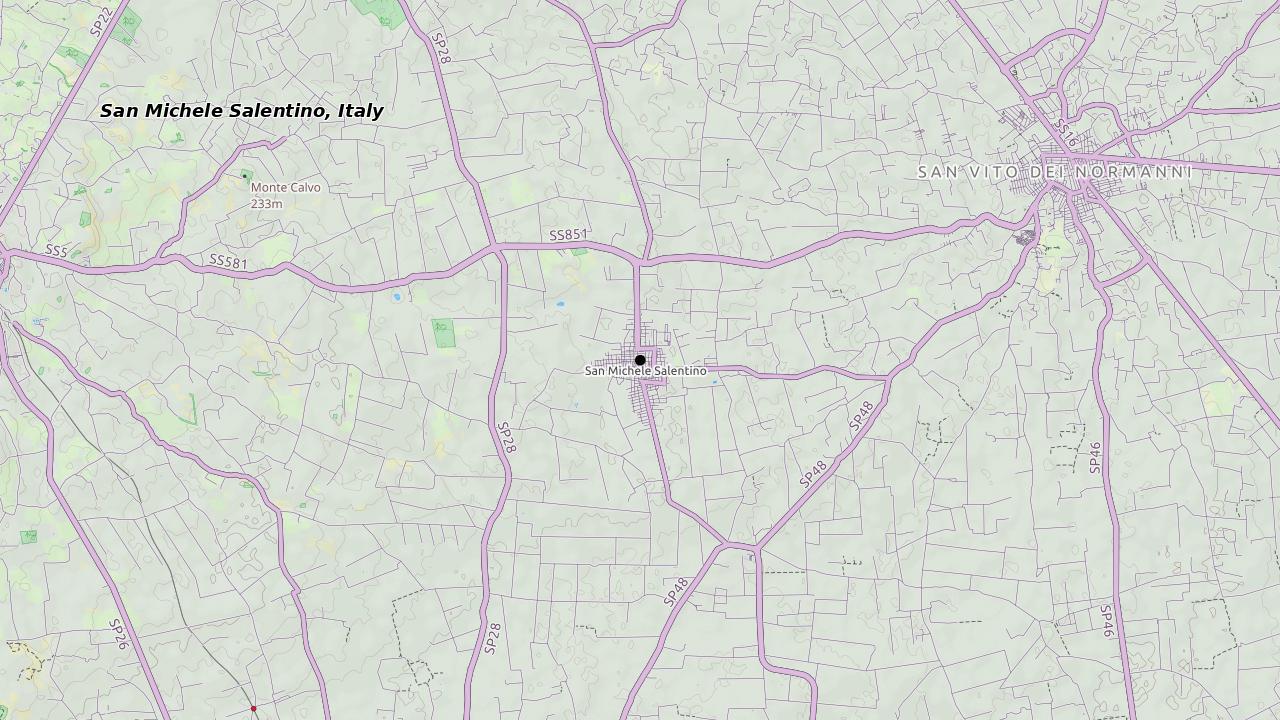 SP22
SP28
San Michele Salentino, Italy
SS16
SAN VITO DEI NORMANNI
Monte Calvo
233m
SS851
SS5
SS581
San Michele Salentino
SP28
SP48
SP46
SP48
SP48
SP26
SP28
SP46